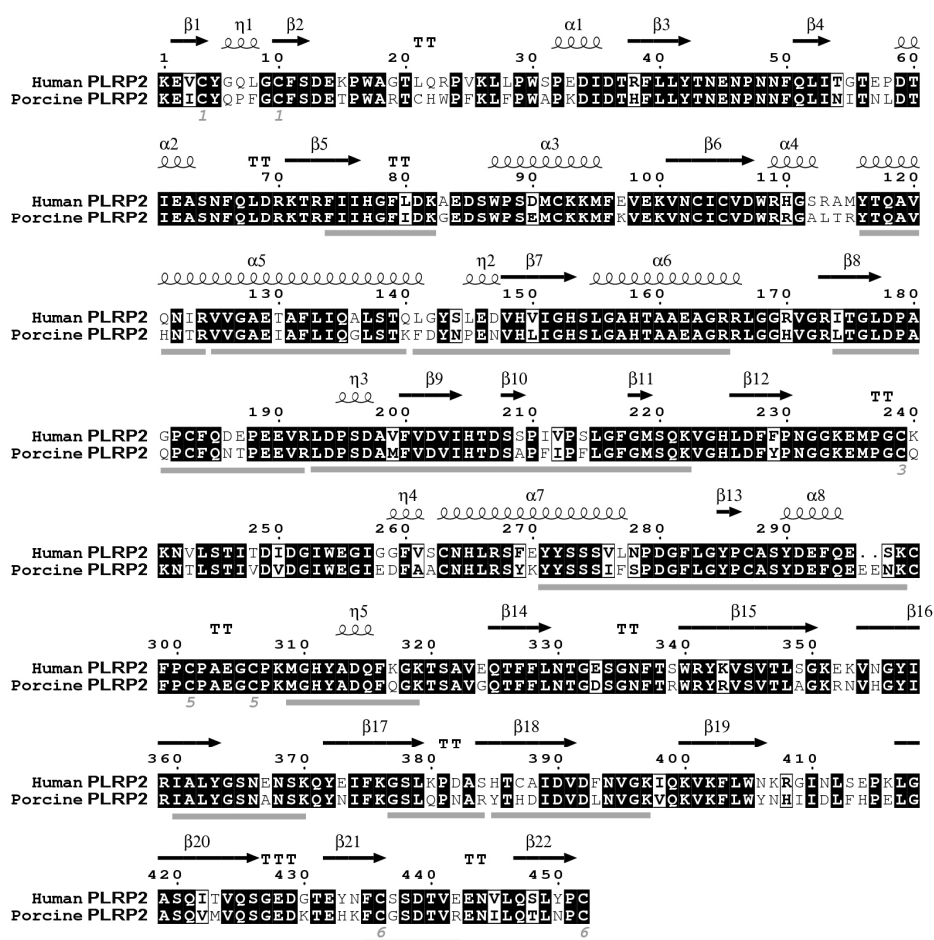 β1 η1 β2 TT α1 β3 β4
1 10 20 30 40 50 60
Human PLRP2 KEVCYGQLGCFSDEKPWAGTLQRPVKLLPWSPEDIDTRFLLYTNENPNNFQLITGTEPDT
Porcine PLRP2 KEICYQPFGCFSDETPWARTCHWPFKLFPWAPKDIDTHFLLYTNENPNNFQLINITNLDT
1 1
α2 TT β5 TT α3 β6 α4
70 80 90 100 110 120
Human PLRP2 IEASNFQLDRKTRFIIHGFLDKAEDSWPSDMCKKMFEVEKVNCICVDWRHGSRAMYTQAV
Porcine PLRP2 IEASNFQLDRKTRFIIHGFIDKGEDSWPSEMCKKMFKVEKVNCICVDWRRGALTRYTQAV
α5 η2 β7 α6 β8
130 140 150 160 170 180
Human PLRP2 QNIRVVGAETAFLIQALSTQLGYSLEDVHVIGHSLGAHTAAEAGRRLGGRVGRITGLDPA
Porcine PLRP2 HNTRVVGAEIAFLIQGLSTKFDYNPENVHLIGHSLGAHTAAEAGRRLGGHVGRLTGLDPA
η3 β9 β10 β11 β12 TT
190 200 210 220 230 240
Human PLRP2 GPCFQDEPEEVRLDPSDAVFVDVIHTDSSPIVPSLGFGMSQKVGHLDFFPNGGKEMPGCK
Porcine PLRP2 QPCFQNTPEEVRLDPSDAMFVDVIHTDSAPFIPFLGFGMSQKVGHLDFYPNGGKEMPGCQ
3
η4 α7 β13 α8
250 260 270 280 290
Human PLRP2 KNVLSTITDIDGIWEGIGGFVSCNHLRSFEYYSSSVLNPDGFLGYPCASYDEFQE..SKC
Porcine PLRP2 KNTLSTIVDVDGIWEGIEDFAACNHLRSYKYYSSSIFSPDGFLGYPCASYDEFQEEENKC
TT η5 β14 TT β15 β16
300 310 320 330 340 350
Human PLRP2 FPCPAEGCPKMGHYADQFKGKTSAVEQTFFLNTGESGNFTSWRYKVSVTLSGKEKVNGYI
Porcine PLRP2 FPCPAEGCPKMGHYADQFQGKTSAVGQTFFLNTGDSGNFTRWRYRVSVTLAGKRNVHGYI
5 5
β17 TT β18 β19
360 370 380 390 400 410
Human PLRP2 RIALYGSNENSKQYEIFKGSLKPDASHTCAIDVDFNVGKIQKVKFLWNKRGINLSEPKLG
Porcine PLRP2 RIALYGSNANSKQYNIFKGSLQPNARYTHDIDVDLNVGKVQKVKFLWYNHIIDLFHPELG
β20 TTT β21 TT β22
420 430 440 450
Human PLRP2 ASQITVQSGEDGTEYNFCSSDTVEENVLQSLYPC
Porcine PLRP2 ASQVMVQSGEDKTEHKFCGSDTVRENILQTLNPC
6 6